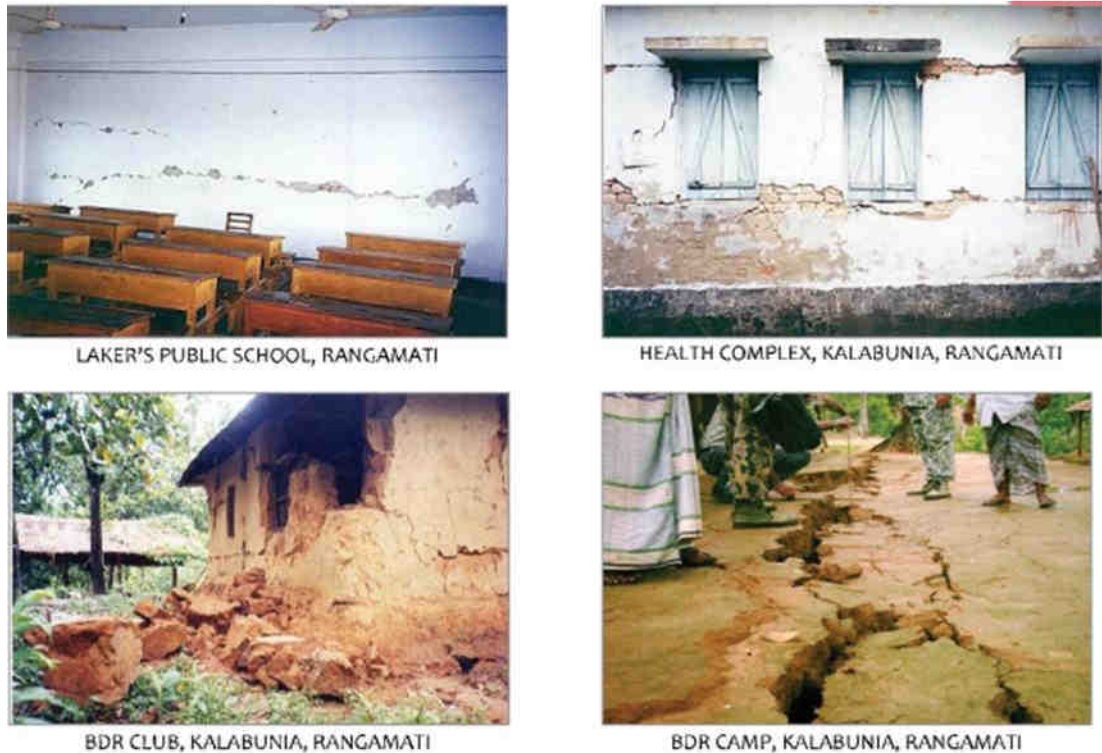 LAKER'S PUBLIC SCHOOL, RANGAMATI
HEALTH COMPLEX, KALABUNIA, RANGAMATI
BDR CLUB, KALABUNIA, RANGAMATI
BDR CAMP, KALABUNIA, RANGAMATI